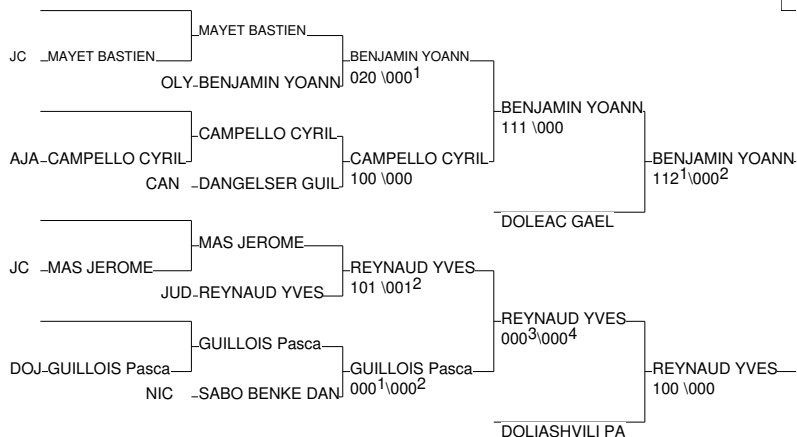 MAYET BASTIEN
JC MAYET BASTIEN BENJAMIN YOANN
OLY BENJAMIN YOANN 020 \000¹
BENJAMIN YOANN
111 \000
CAMPELLO CYRIL
AJA CAMPELLO CYRIL CAMPELLO CYRIL BENJAMIN YOANN
CAN DANGELSER GUIL 100 \000 112¹\000²
DOLEAC GAEL
MAS JEROME
JC MAS JEROME REYNAUD YVES
JUD REYNAUD YVES 101 \001²
REYNAUD YVES
000³\000⁴
GUILLOIS Pasca
DOJ GUILLOIS Pasca GUILLOIS Pasca REYNAUD YVES
NIC SABO BENKE DAN 000¹\000² 100 \000
DOLIASHVILI PA